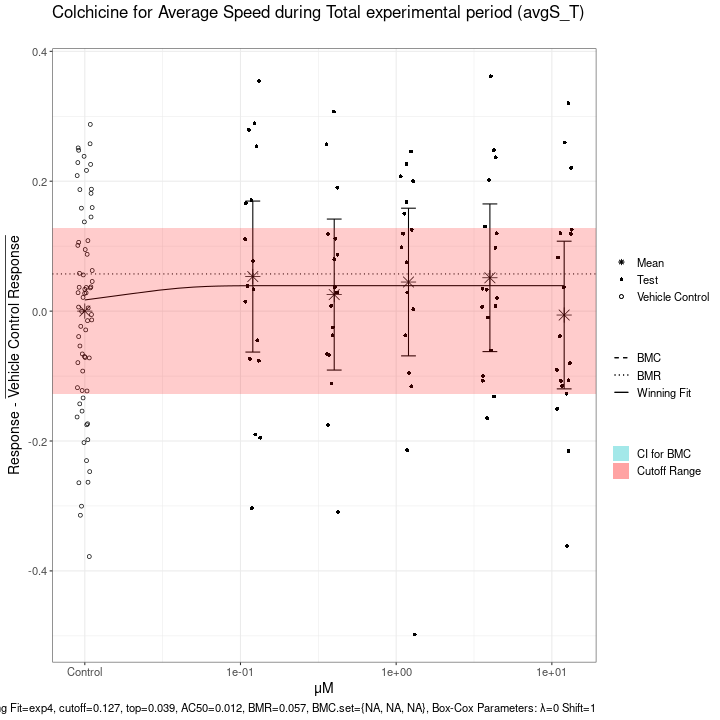 Colchicine for Average Speed during Total experimental period (avgS_T)
Response - Vehicle Control Response
0.4
0.2
0.0
-0.2
-0.4
Control
1e-01
1e+00
1e+01
μM
Mean
Test
Vehicle Control
BMC
BMR
Winning Fit
CI for BMC
Cutoff Range
Fit=exp4, cutoff=0.127, top=0.039, AC50=0.012, BMR=0.057, BMC.set={NA, NA, NA}, Box-Cox Parameters: λ=0 Shift=1